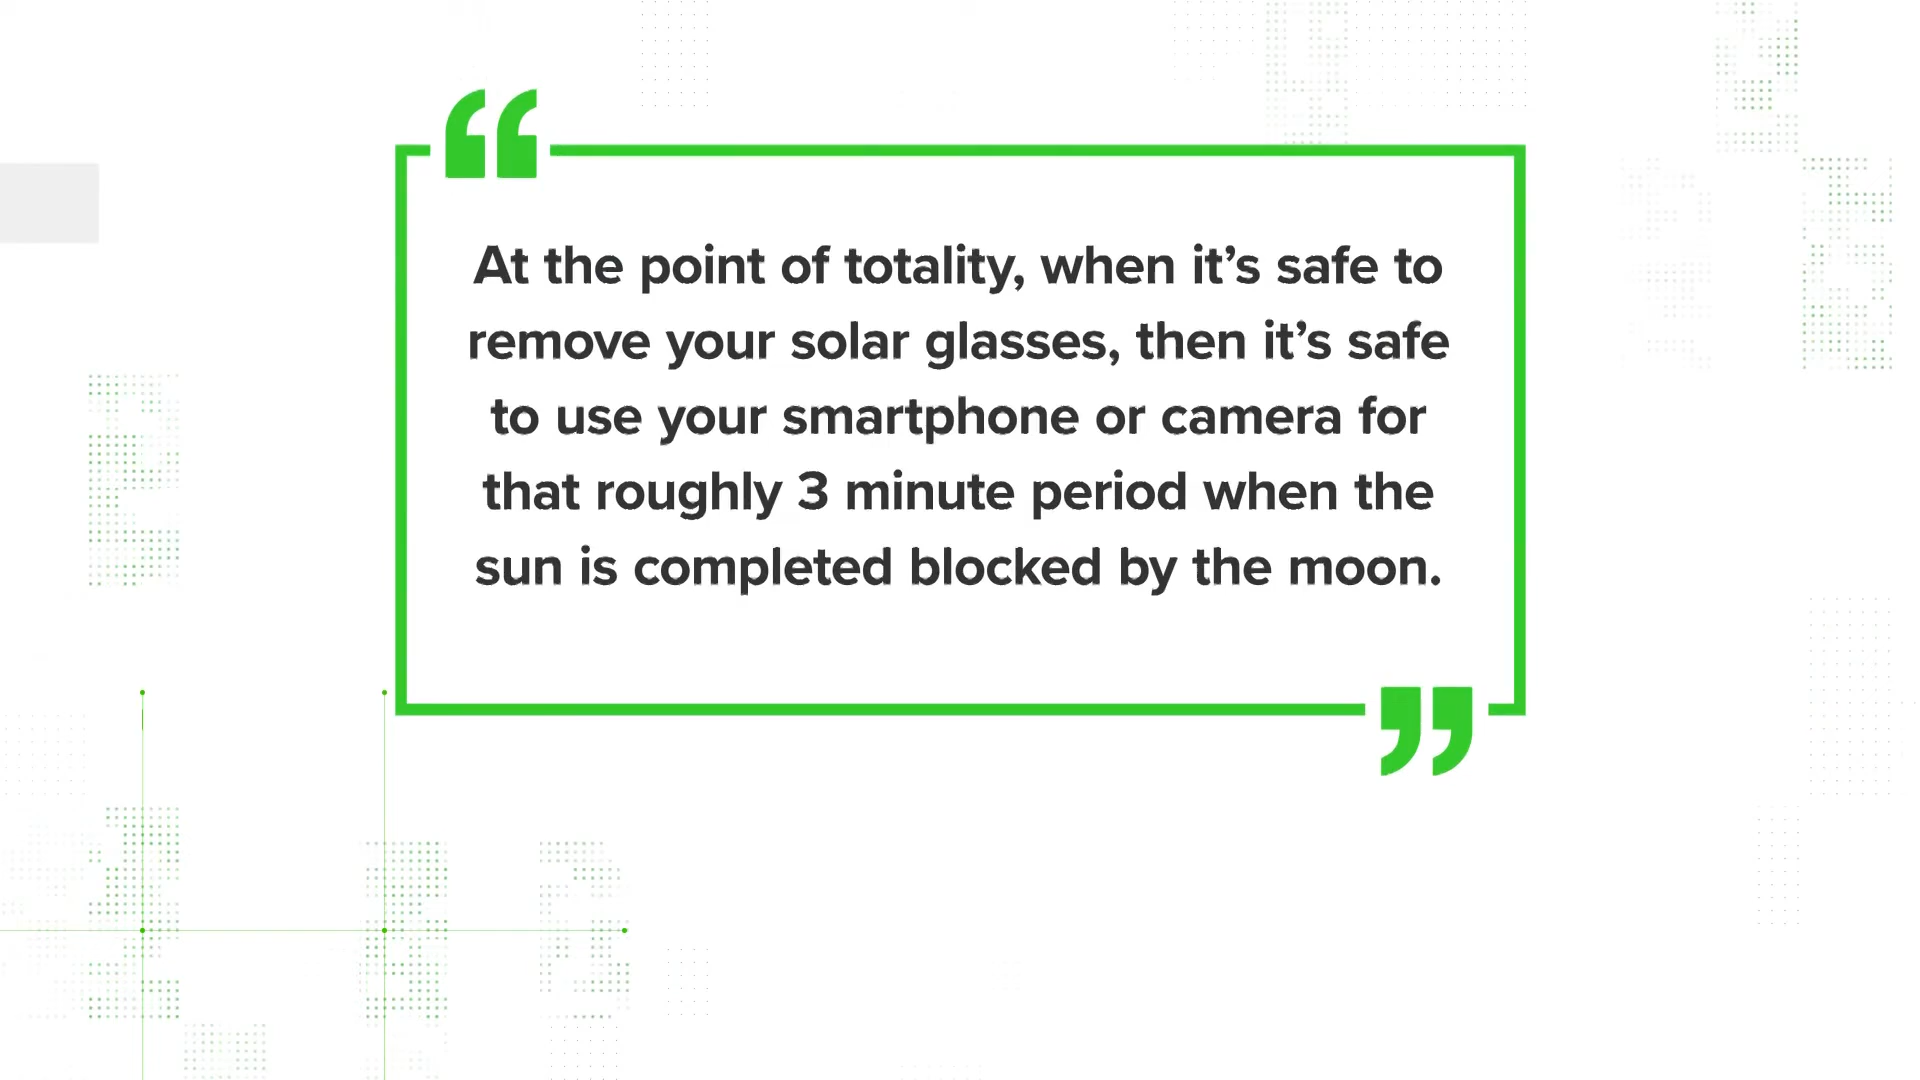 “
At the point of totality, when it’s safe to
remove your solar glasses, then it’s safe
to use your smartphone or camera for
that roughly 3 minute period when the
sun is completed blocked by the moon.
”